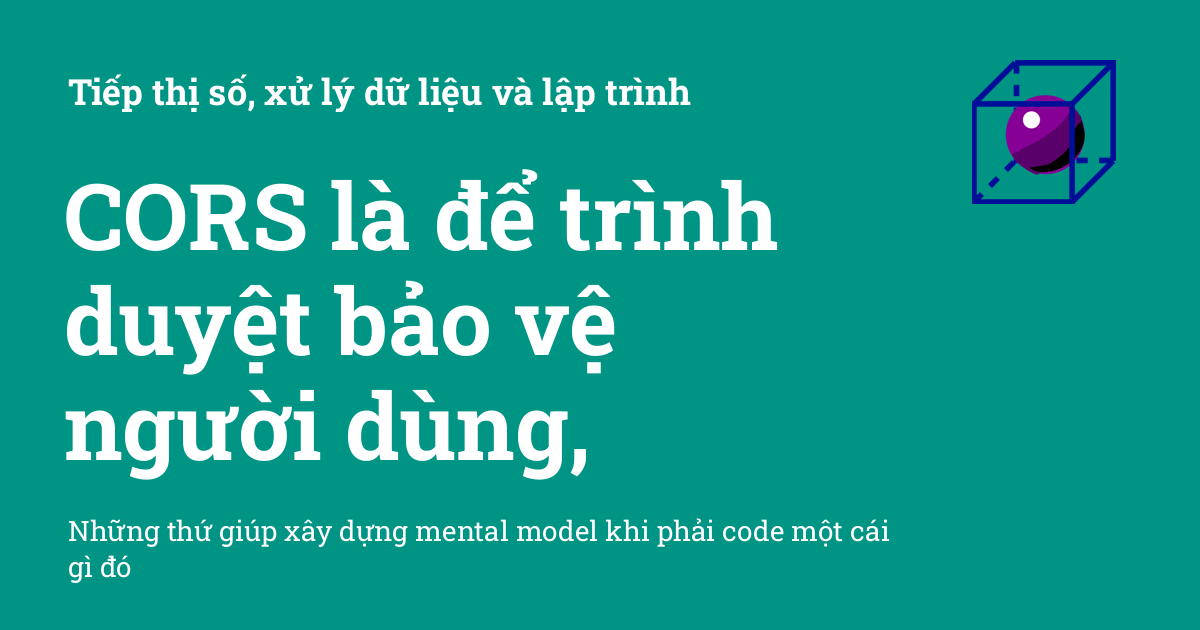 Tiếp thị số, xử lý dữ liệu và lập trình
CORS là để trình
duyệt bảo vệ
người dùng,
Những thứ giúp xây dựng mental model khi phải code một cái
gì đó